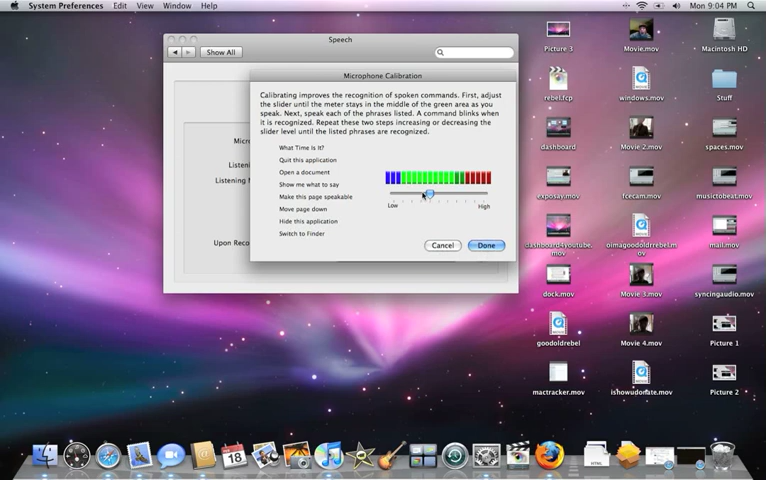 System Preferences Edit View Window Help
Mon 9:04 PM
Speech
Show All
Microphone Calibration
Calibrating improves the recognition of spoken commands. First, adjust
the slider until the meter stays in the middle of the green area as you
speak. Next, speak each of the phrases listed. A command blinks when
it is recognized. Repeat these two steps increasing or decreasing the
slider level until the listed phrases are recognized.
What Time Is It?
Quit this application
Open a document
Show me what to say
Make this page speakable
Move page down
Hide this application
Switch to Finder
Low High
Cancel Done
Micr
Listeni
Listening M
Upon Reco
Picture 3 Movie.mov Macintosh HD
rebel.fcp windows.mov Stuff
dashboard Movie 2.mov spaces.mov
exposay.mov fcecam.mov musictobeat.mov
dashboard4youtube.mov oimagoodoldrrebel.mov mail.mov
dock.mov Movie 3.mov syncingaudio.mov
goodoldrebel Movie 4.mov Picture 1
mactracker.mov ishowudonate.mov Picture 2
18
HTML